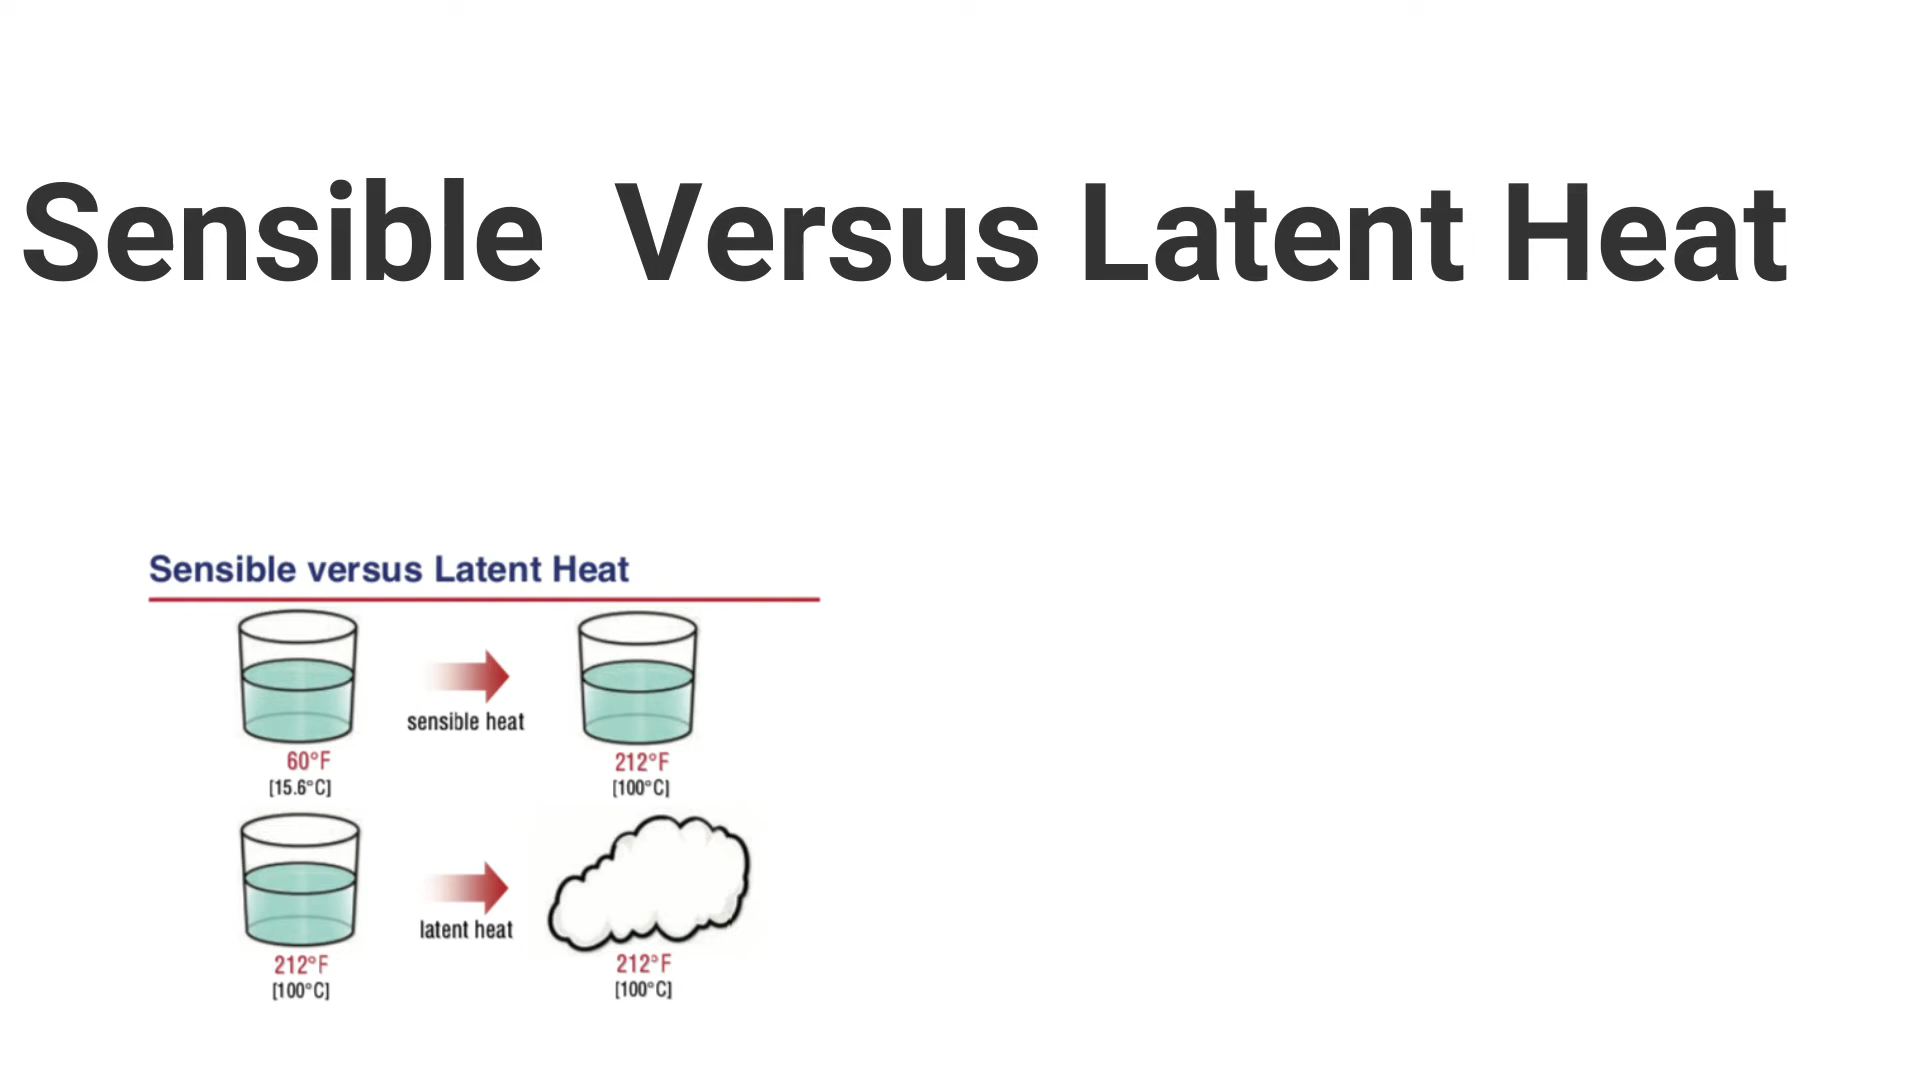 Sensible  Versus Latent Heat
Sensible versus Latent Heat
sensible heat
60°F
[15.6°C]
212°F
[100°C]
latent heat
212°F
[100°C]
212°F
[100°C]